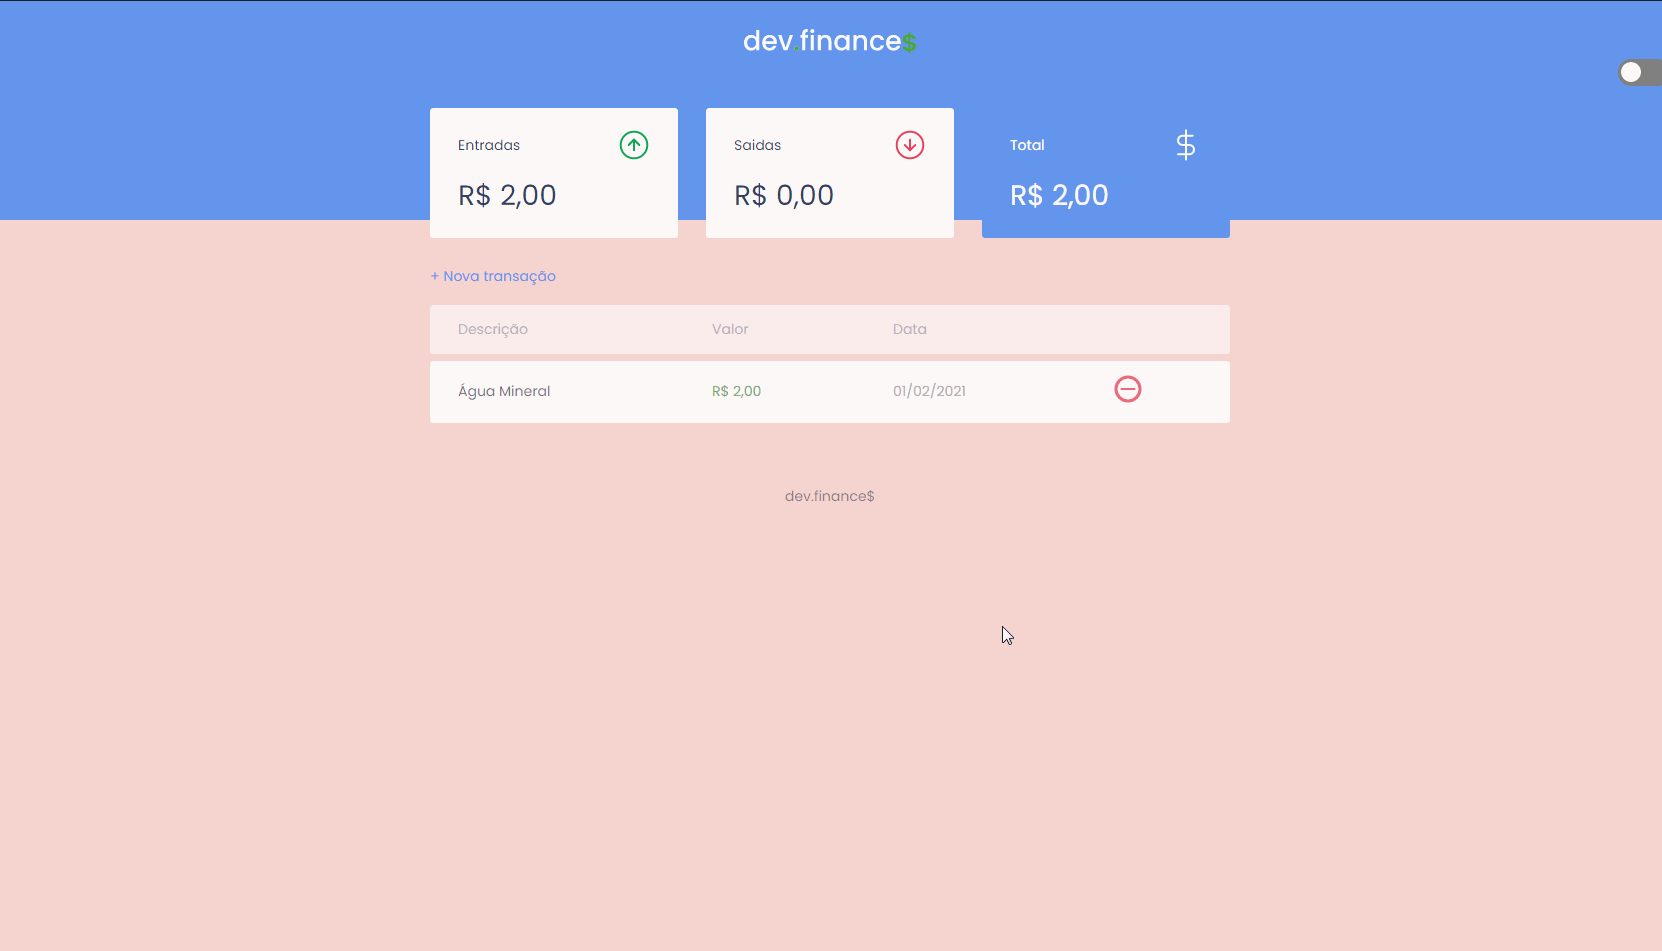 dev.finance$
Entradas
R$ 2,00
Saidas
R$ 0,00
Total
$
R$ 2,00
+ Nova transação
Descrição Valor Data
Água Mineral R$ 2,00 01/02/2021
dev.finance$